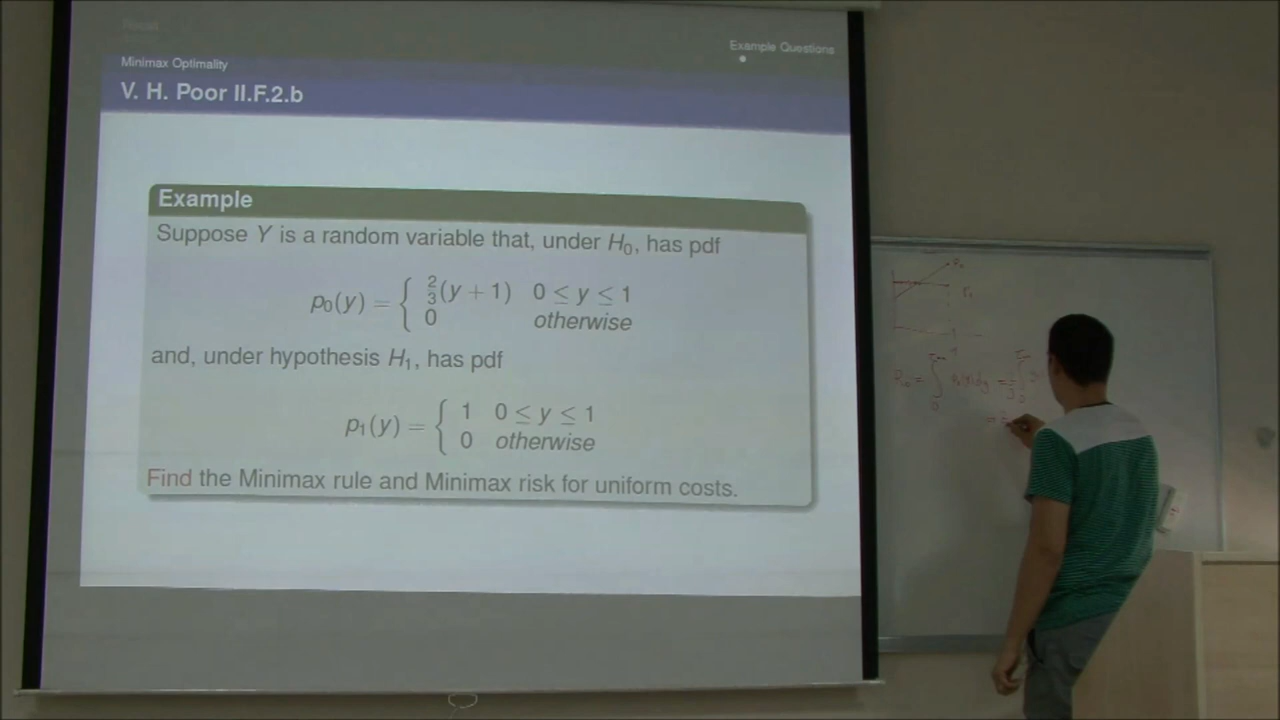 Example Questions
Minimax Optimality
V. H. Poor II.F.2.b
Example
Suppose Y is a random variable that, under H₀, has pdf
p₀(y) = { 2/3(y + 1) 0 ≤ y ≤ 1
0 otherwise
and, under hypothesis H₁, has pdf
p₁(y) = { 1 0 ≤ y ≤ 1
0 otherwise
Find the Minimax rule and Minimax risk for uniform costs.